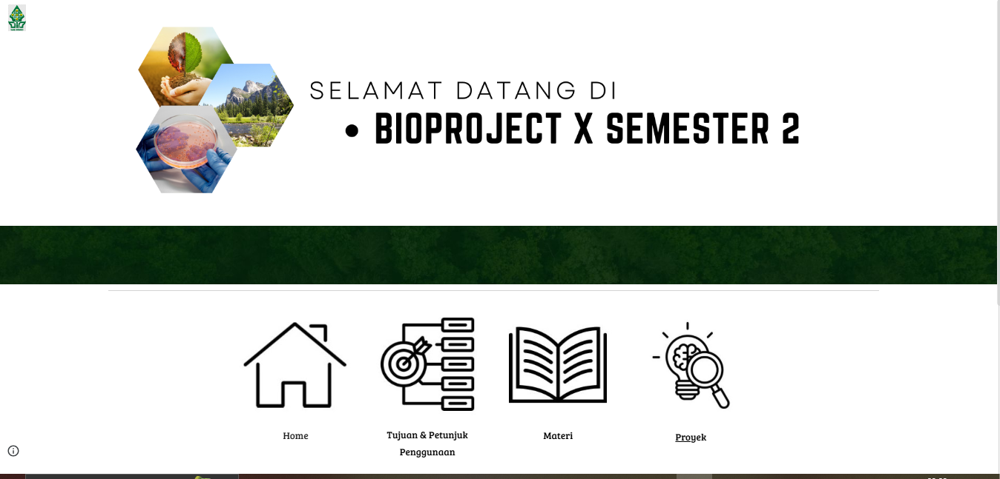 SELAMAT DATANG DI
• BIOPROJECT X SEMESTER 2
Home
Tujuan & Petunjuk
Penggunaan
Materi
Proyek